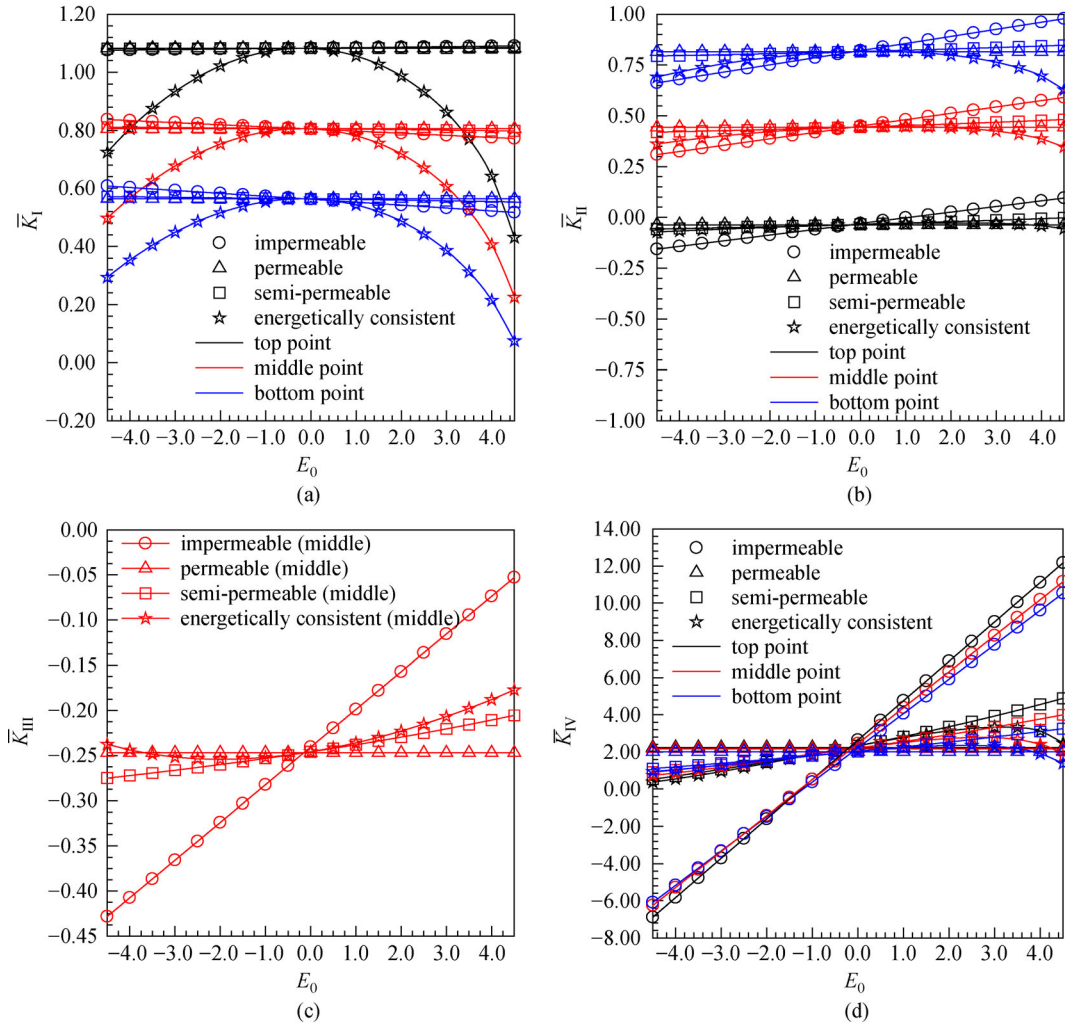 1.20
1.00
0.80
0.60
0.40
0.20
0.00
−0.20
K̅_I
impermeable
permeable
semi-permeable
energetically consistent
top point
middle point
bottom point
−4.0 −3.0 −2.0 −1.0 0.0 1.0 2.0 3.0 4.0
E_0
(a)
1.00
0.75
0.50
0.25
−0.00
−0.25
−0.50
−0.75
−1.00
K̅_II
impermeable
permeable
semi-permeable
energetically consistent
top point
middle point
bottom point
−4.0 −3.0 −2.0 −1.0 0.0 1.0 2.0 3.0 4.0
E_0
(b)
0.00
−0.05
−0.10
−0.15
−0.20
−0.25
−0.30
−0.35
−0.40
−0.45
K̅_III
impermeable (middle)
permeable (middle)
semi-permeable (middle)
energetically consistent (middle)
−4.0 −3.0 −2.0 −1.0 0.0 1.0 2.0 3.0 4.0
E_0
(c)
14.00
12.00
10.00
8.00
6.00
4.00
2.00
−0.00
−2.00
−4.00
−6.00
−8.00
K̅_IV
impermeable
permeable
semi-permeable
energetically consistent
top point
middle point
bottom point
−4.0 −3.0 −2.0 −1.0 0.0 1.0 2.0 3.0 4.0
E_0
(d)